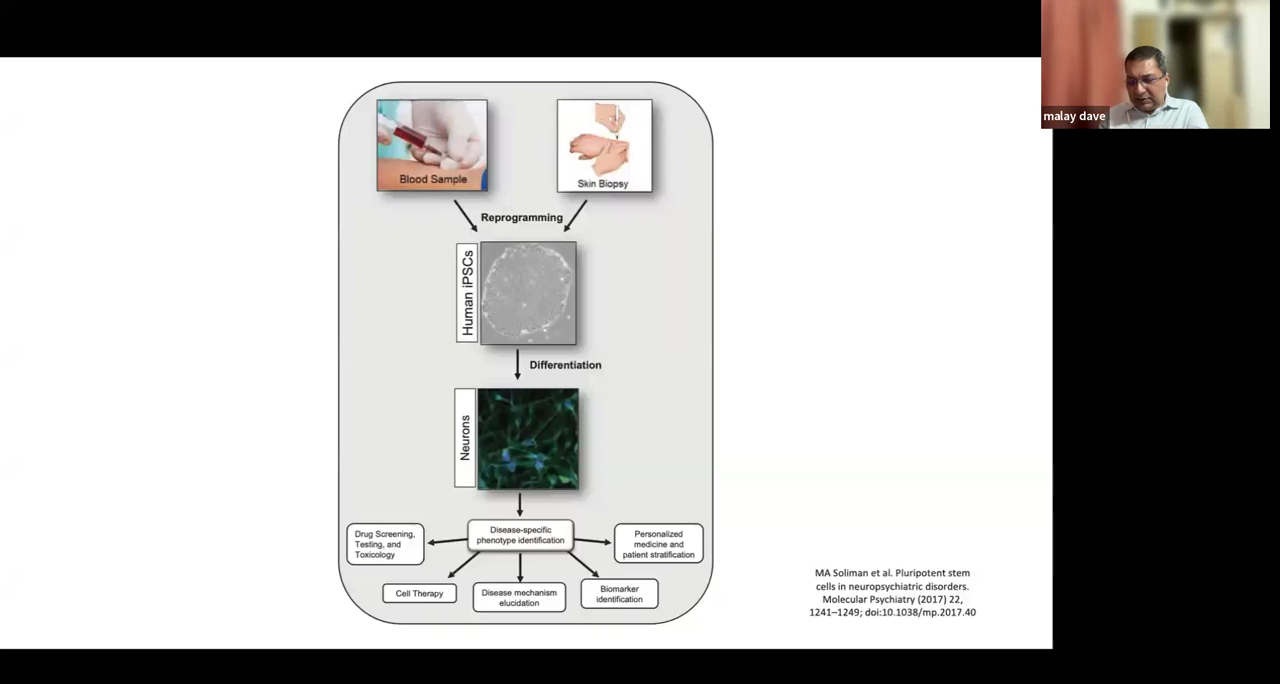 malay dave
Blood Sample
Skin Biopsy
Reprogramming
Human iPSCs
Differentiation
Neurons
Disease-specific
phenotype identification
Drug Screening,
Testing, and
Toxicology
Personalized
medicine and
patient stratification
Cell Therapy
Disease mechanism
elucidation
Biomarker
identification
MA Soliman et al. Pluripotent stem
cells in neuropsychiatric disorders.
Molecular Psychiatry (2017) 22,
1241–1249; doi:10.1038/mp.2017.40